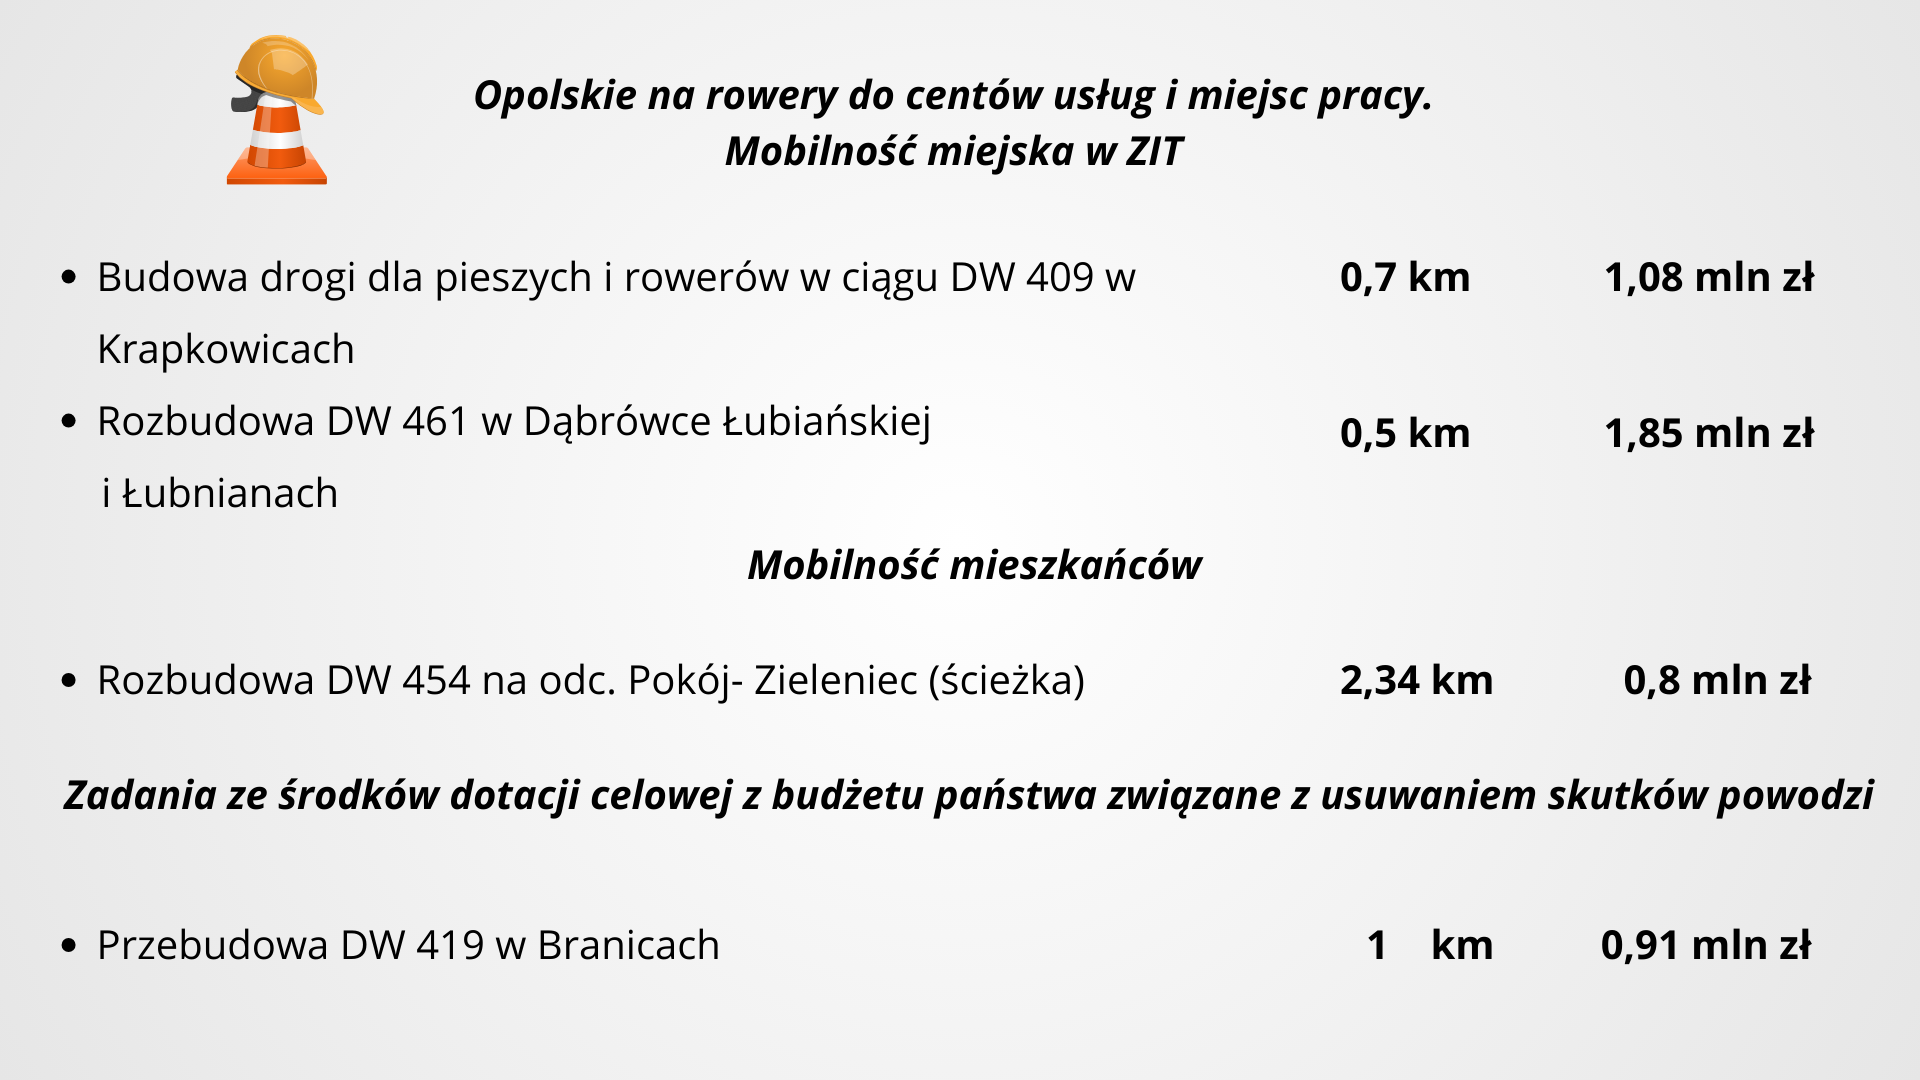 Opolskie na rowery do centów usług i miejsc pracy.
Mobilność miejska w ZIT
• Budowa drogi dla pieszych i rowerów w ciągu DW 409 w 0,7 km 1,08 mln zł
Krapkowicach
• Rozbudowa DW 461 w Dąbrówce Łubiańskiej 0,5 km 1,85 mln zł
i Łubnianach
Mobilność mieszkańców
• Rozbudowa DW 454 na odc. Pokój- Zieleniec (ścieżka) 2,34 km 0,8 mln zł
Zadania ze środków dotacji celowej z budżetu państwa związane z usuwaniem skutków powodzi
• Przebudowa DW 419 w Branicach 1 km 0,91 mln zł